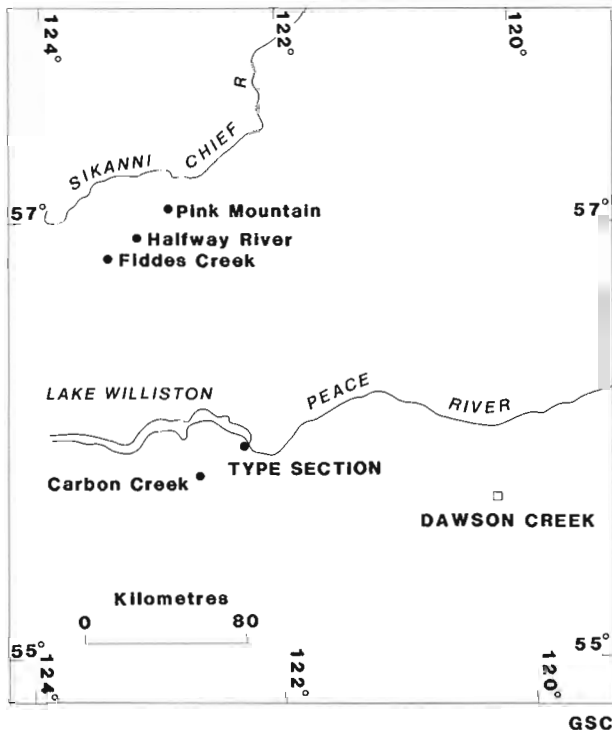 124° 122° 120°
SIKANNI CHIEF R
57° 57°
Pink Mountain
Halfway River
Fiddes Creek
LAKE WILLISTON
PEACE RIVER
TYPE SECTION
Carbon Creek
DAWSON CREEK
Kilometres
0 80
55° 55°
124° 122° 120°
GSC